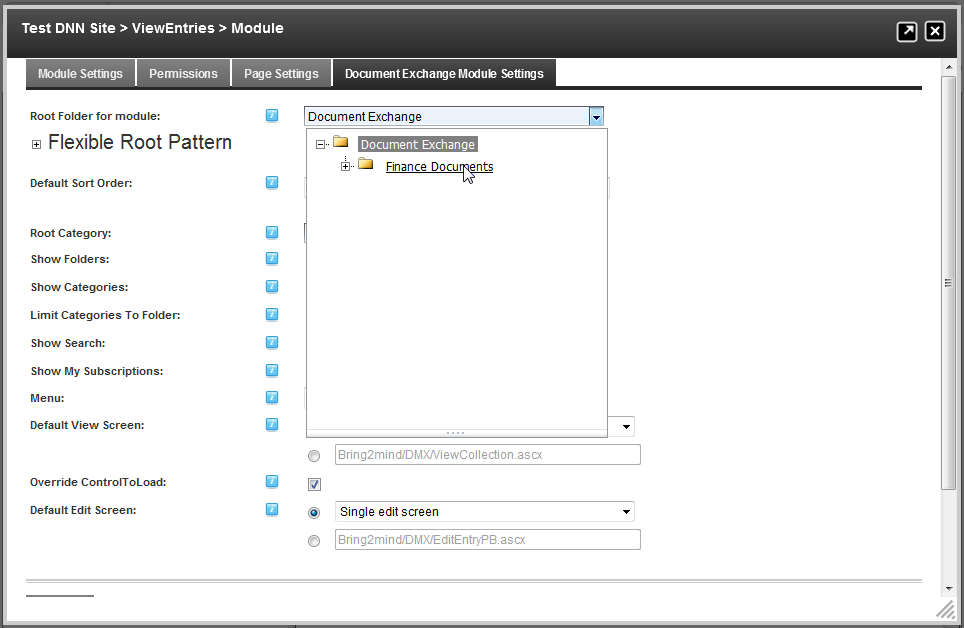 Test DNN Site > ViewEntries > Module
Module Settings
Permissions
Page Settings
Document Exchange Module Settings
Root Folder for module:
Document Exchange
Flexible Root Pattern
Document Exchange
Finance Documents
Default Sort Order:
Root Category:
Show Folders:
Show Categories:
Limit Categories To Folder:
Show Search:
Show My Subscriptions:
Menu:
Default View Screen:
Bring2mind/DMX/ViewCollection.ascx
Override ControlToLoad:
Default Edit Screen:
Single edit screen
Bring2mind/DMX/EditEntryPB.ascx